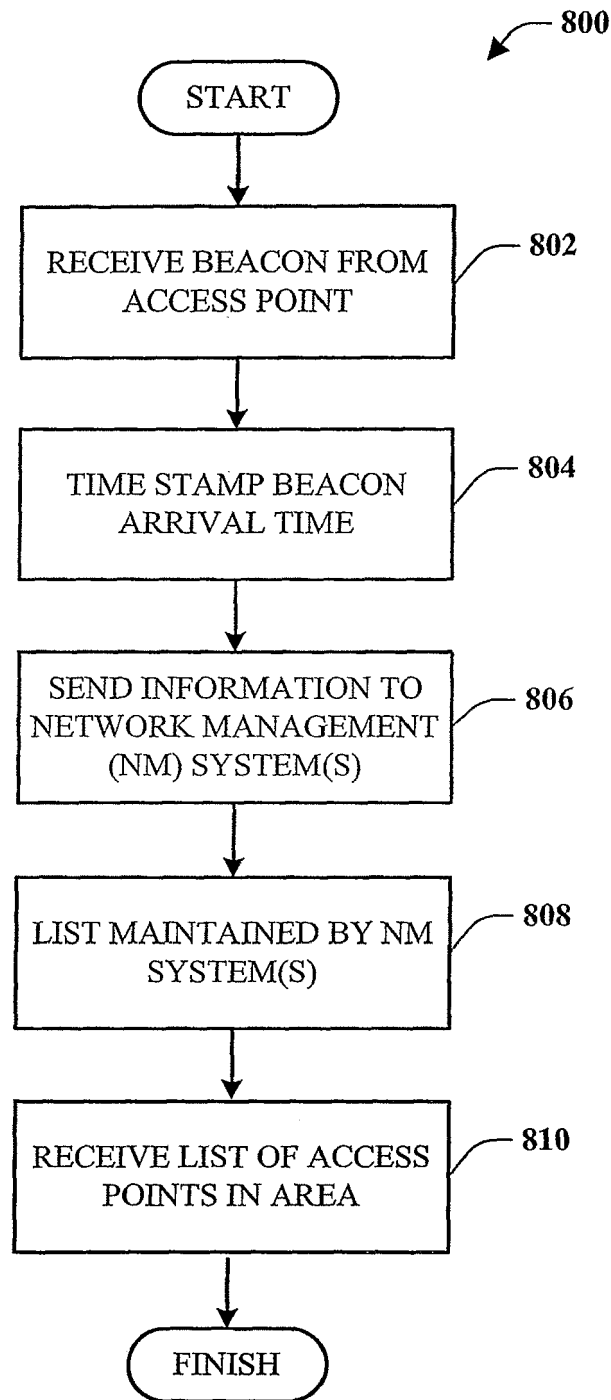 800
START
RECEIVE BEACON FROM
ACCESS POINT
802
TIME STAMP BEACON
ARRIVAL TIME
804
SEND INFORMATION TO
NETWORK MANAGEMENT
(NM) SYSTEM(S)
806
LIST MAINTAINED BY NM
SYSTEM(S)
808
RECEIVE LIST OF ACCESS
POINTS IN AREA
810
FINISH